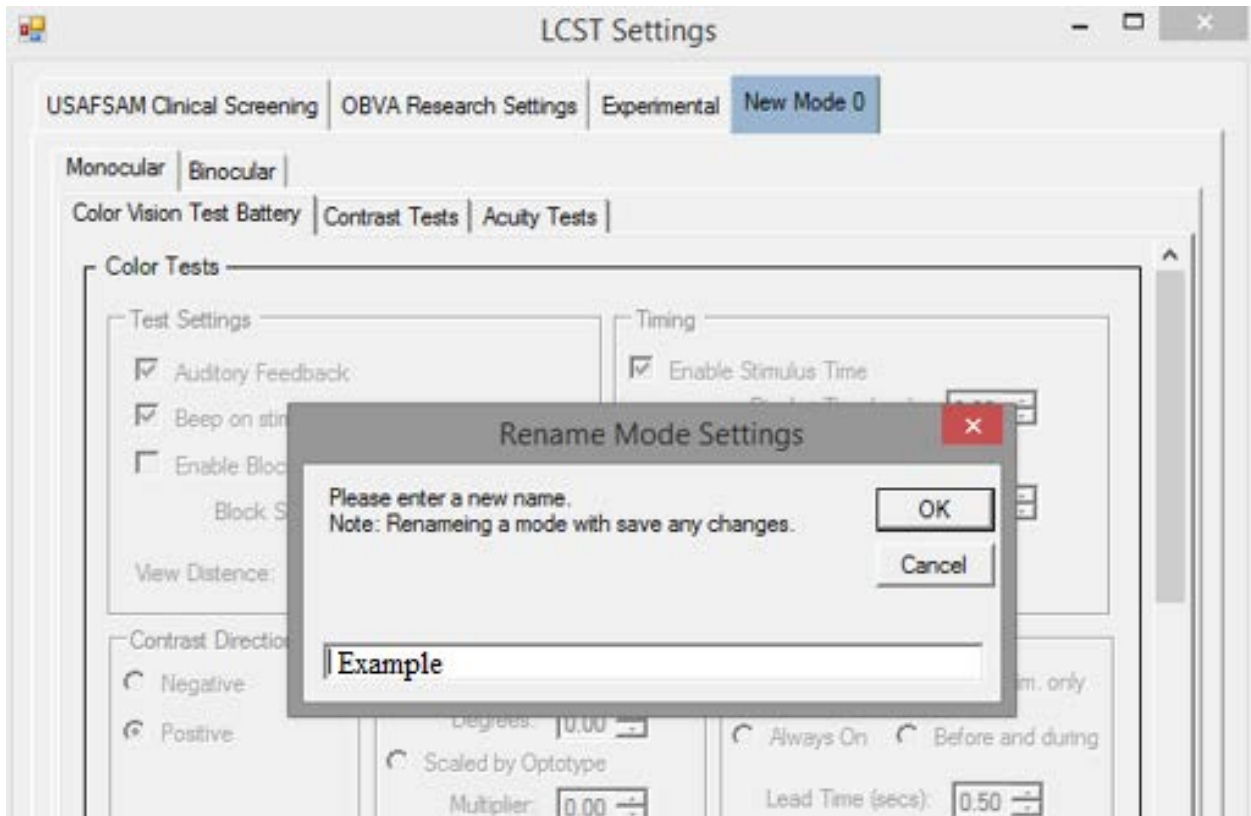 LCST Settings
USAFSAM Clinical Screening OBVA Research Settings Experimental New Mode 0
Monocular Binocular
Color Vision Test Battery Contrast Tests Acuity Tests
Color Tests
Test Settings Timing
Auditory Feedback Enable Stimulus Time
Beep on stim
Enable Bloc
Block S
View Distance:
Rename Mode Settings
Please enter a new name.
Note: Renameing a mode with save any changes.
OK
Cancel
Example
Contrast Direction
Negative im. only
Positive Degrees: 0.00 Always On Before and during
Scaled by Optotype
Multiplier: 0.00 Lead Time (secs): 0.50